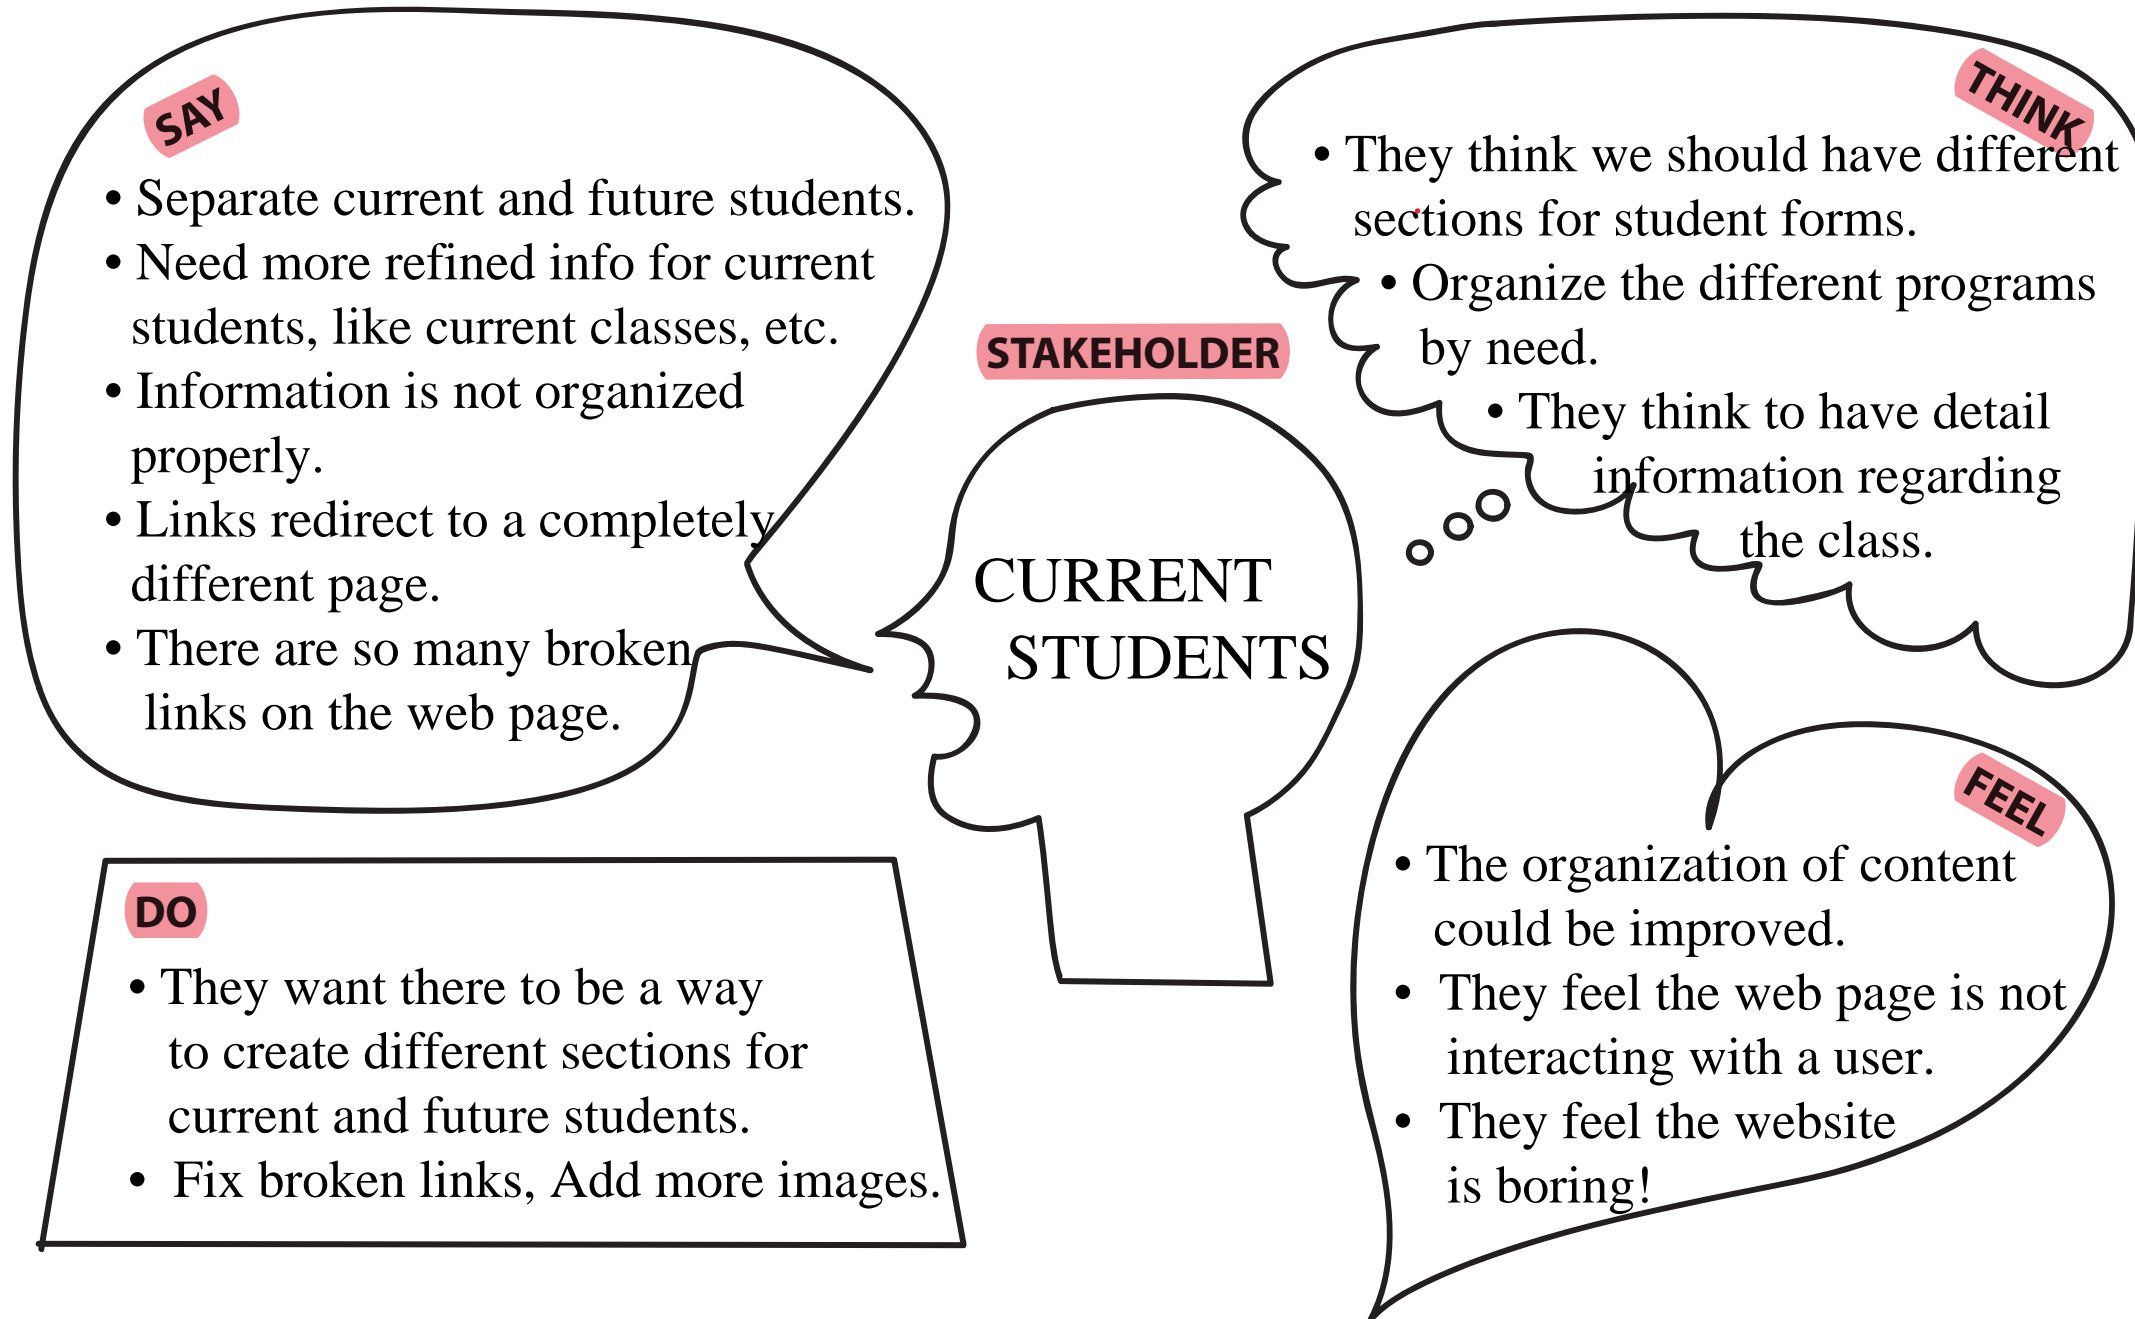 SAY
• Separate current and future students.
• Need more refined info for current
students, like current classes, etc.
• Information is not organized
properly.
• Links redirect to a completely
different page.
• There are so many broken
links on the web page.
THINK
• They think we should have different
sections for student forms.
• Organize the different programs
by need.
• They think to have detail
information regarding
the class.
STAKEHOLDER
CURRENT
STUDENTS
DO
• They want there to be a way
to create different sections for
current and future students.
• Fix broken links, Add more images.
FEEL
• The organization of content
could be improved.
• They feel the web page is not
interacting with a user.
• They feel the website
is boring!